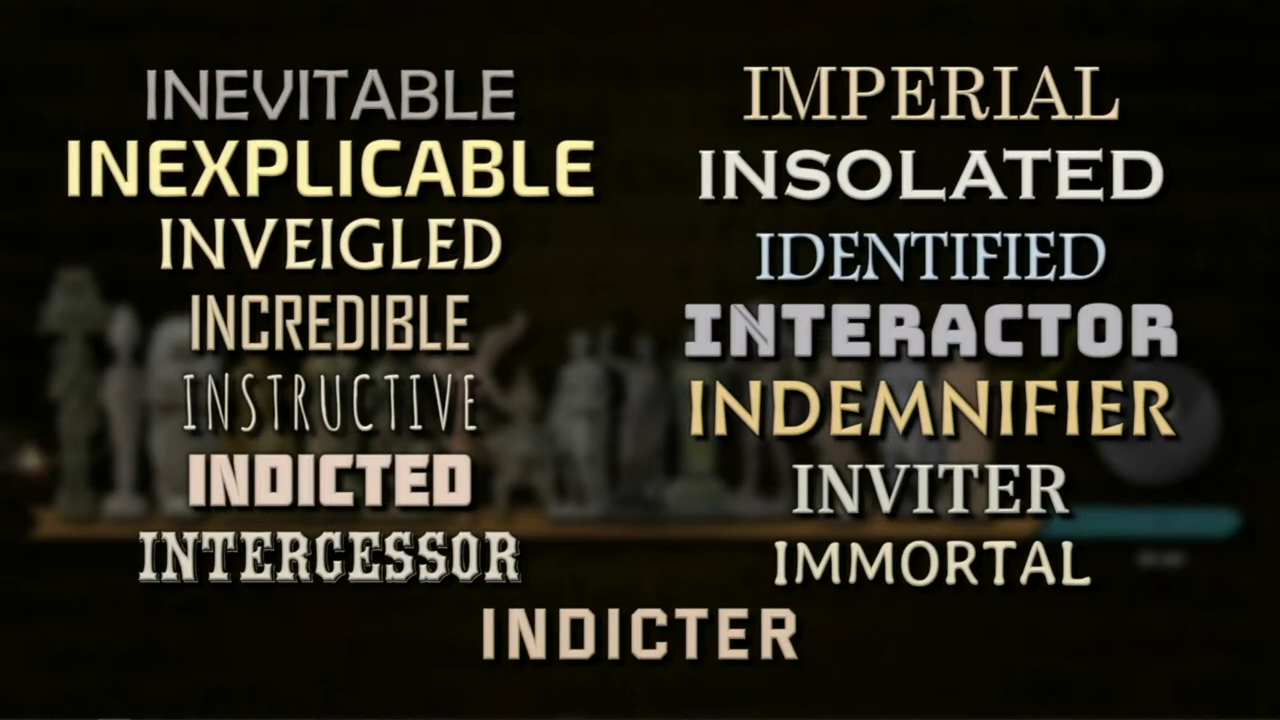 INEVITABLE
INEXPLICABLE
INVEIGLED
INCREDIBLE
INSTRUCTIVE
INDICTED
INTERCESSOR
IMPERIAL
INSOLATED
IDENTIFIED
INTERACTOR
INDEMNIFIER
INVITER
IMMORTAL
INDICTER